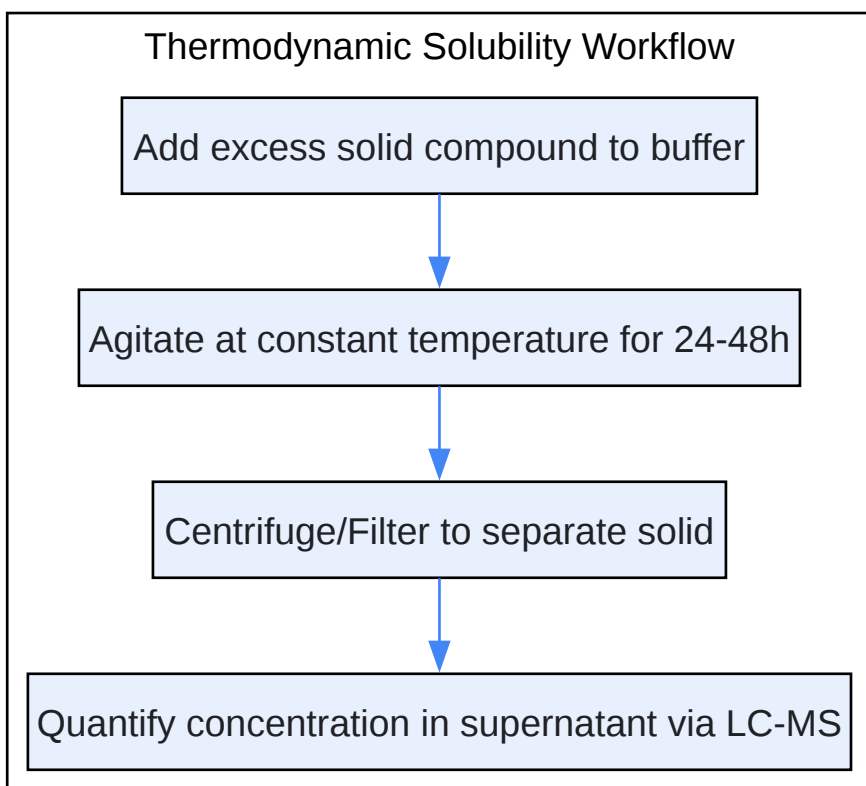 Thermodynamic Solubility Workflow
Add excess solid compound to buffer
Agitate at constant temperature for 24-48h
Centrifuge/Filter to separate solid
Quantify concentration in supernatant via LC-MS